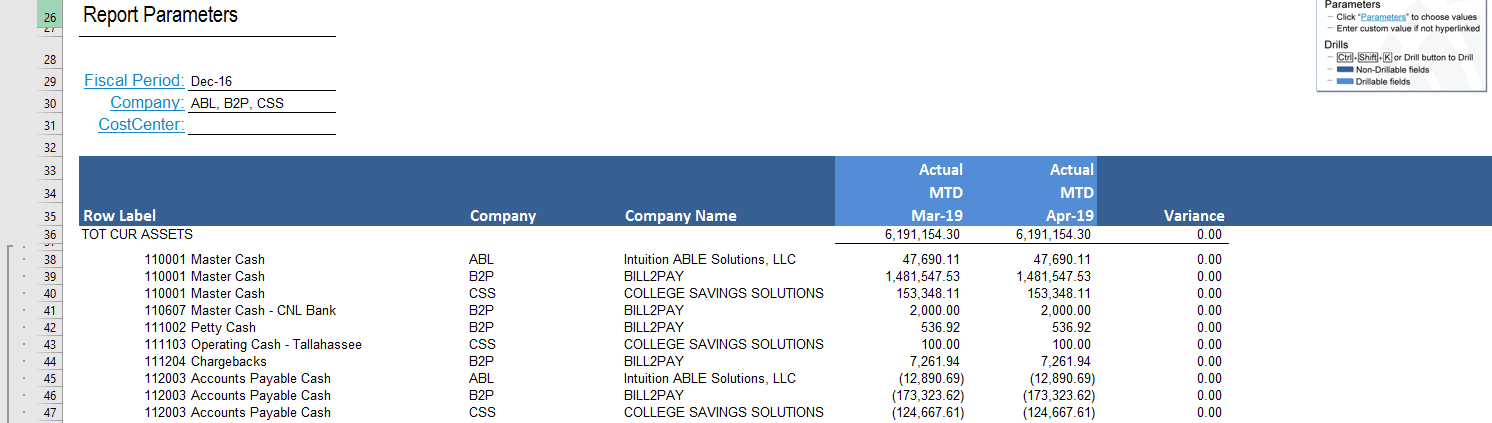 26 Report Parameters
27
28
29 Fiscal Period: Dec-16
30 Company: ABL, B2P, CSS
31 CostCenter:
32
Parameters
– Click "Parameters" to choose values
– Enter custom value if not hyperlinked
Drills
– Ctrl+Shift+K or Drill button to Drill
– Non-Drillable fields
– Drillable fields
33 Actual Actual
34 MTD MTD
35 Row Label Company Company Name Mar-19 Apr-19 Variance
36 TOT CUR ASSETS 6,191,154.30 6,191,154.30 0.00
38 110001 Master Cash ABL Intuition ABLE Solutions, LLC 47,690.11 47,690.11 0.00
39 110001 Master Cash B2P BILL2PAY 1,481,547.53 1,481,547.53 0.00
40 110001 Master Cash CSS COLLEGE SAVINGS SOLUTIONS 153,348.11 153,348.11 0.00
41 110607 Master Cash - CNL Bank B2P BILL2PAY 2,000.00 2,000.00 0.00
42 111002 Petty Cash B2P BILL2PAY 536.92 536.92 0.00
43 111103 Operating Cash - Tallahassee CSS COLLEGE SAVINGS SOLUTIONS 100.00 100.00 0.00
44 111204 Chargebacks B2P BILL2PAY 7,261.94 7,261.94 0.00
45 112003 Accounts Payable Cash ABL Intuition ABLE Solutions, LLC (12,890.69) (12,890.69) 0.00
46 112003 Accounts Payable Cash B2P BILL2PAY (173,323.62) (173,323.62) 0.00
47 112003 Accounts Payable Cash CSS COLLEGE SAVINGS SOLUTIONS (124,667.61) (124,667.61) 0.00